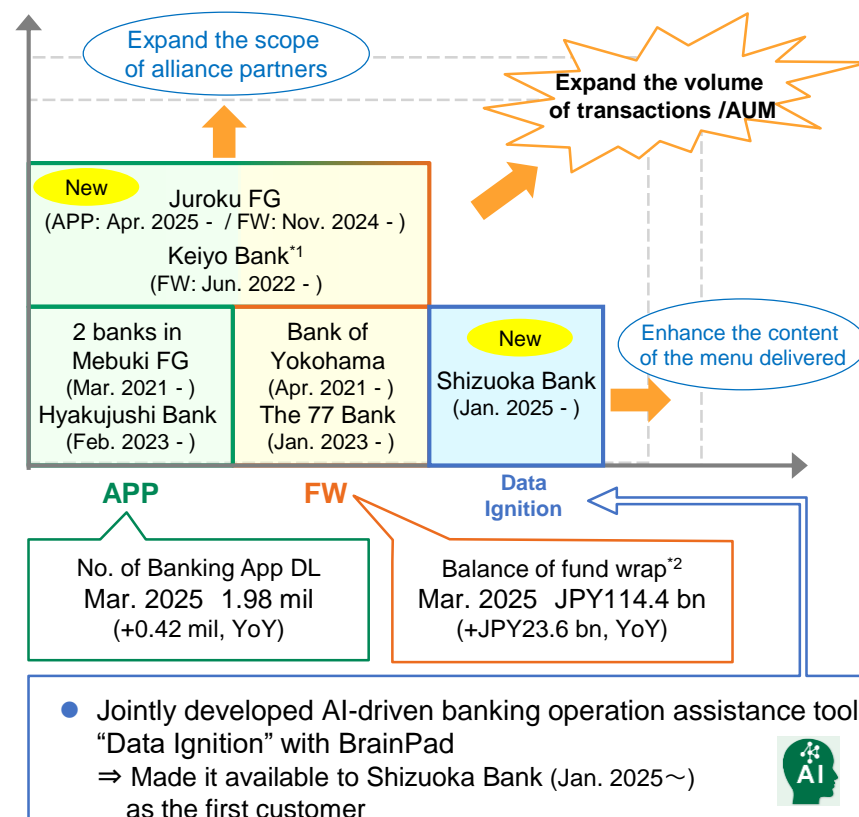 Expand the scope
of alliance partners
Expand the volume
of transactions /AUM
New
Juroku FG
(APP: Apr. 2025 - / FW: Nov. 2024 - )
Keiyo Bank*1
(FW: Jun. 2022 - )
2 banks in
Mebuki FG
(Mar. 2021 - )
Hyakujushi Bank
(Feb. 2023 - )
Bank of
Yokohama
(Apr. 2021 - )
The 77 Bank
(Jan. 2023 - )
New
Shizuoka Bank
(Jan. 2025 - )
Enhance the content
of the menu delivered
APP
FW
Data
Ignition
No. of Banking App DL
Mar. 2025 1.98 mil
(+0.42 mil, YoY)
Balance of fund wrap*2
Mar. 2025 JPY114.4 bn
(+JPY23.6 bn, YoY)
● Jointly developed AI-driven banking operation assistance tool
“Data Ignition” with BrainPad
⇒ Made it available to Shizuoka Bank (Jan. 2025～)
as the first customer
AI